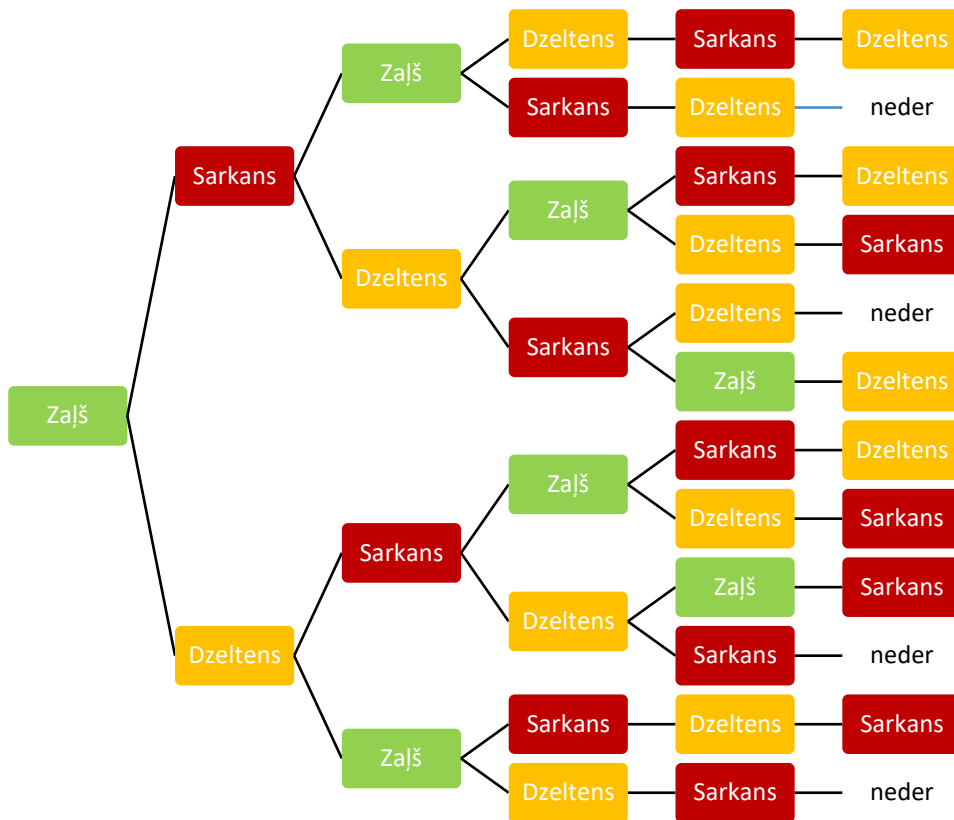 Dzeltens Sarkans Dzeltens
Zaļš
Sarkans Dzeltens neder
Sarkans
Sarkans Dzeltens
Zaļš
Dzeltens Sarkans
Dzeltens
Dzeltens neder
Sarkans
Zaļš Dzeltens
Zaļš
Sarkans Dzeltens
Zaļš
Dzeltens Sarkans
Sarkans
Zaļš Sarkans
Dzeltens
Dzeltens
Sarkans neder
Sarkans Dzeltens Sarkans
Zaļš
Dzeltens Sarkans neder